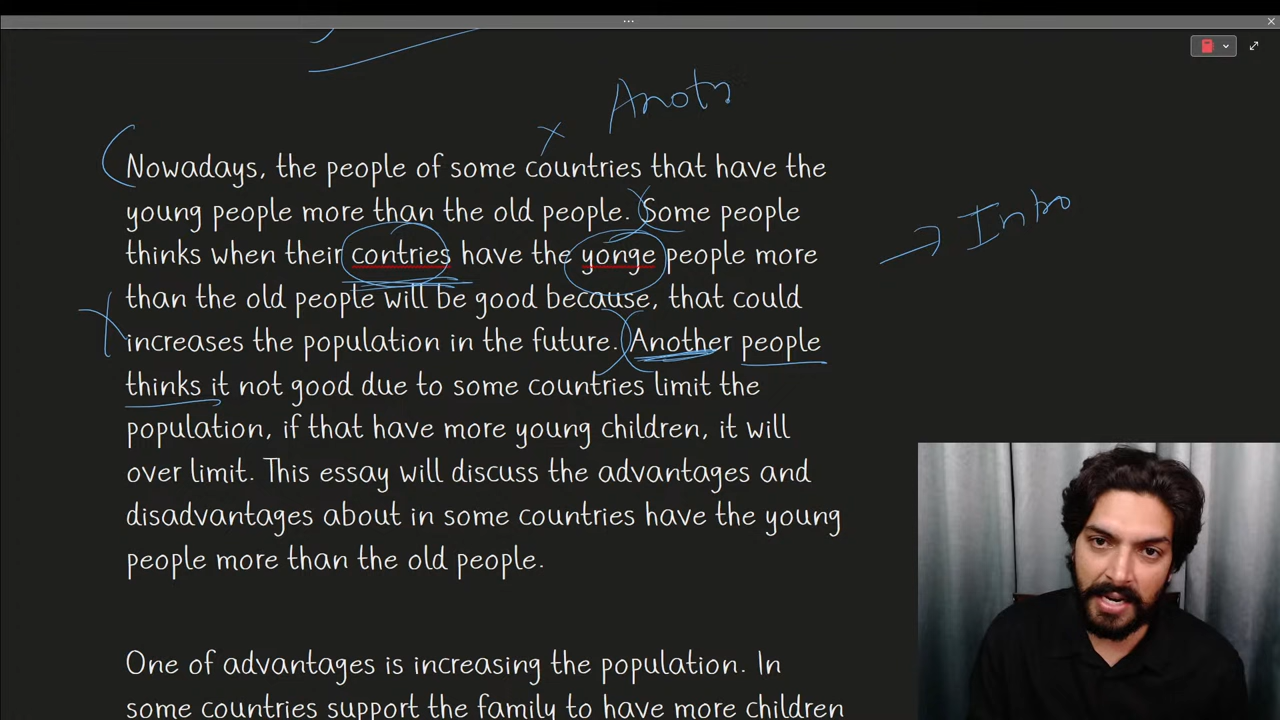 Anoth
Nowadays, the people of some countries that have the
young people more than the old people. Some people
thinks when their contries have the yonge people more
→ Intro
than the old people will be good because, that could
increases the population in the future. Another people
thinks it not good due to some countries limit the
population, if that have more young children, it will
over limit. This essay will discuss the advantages and
disadvantages about in some countries have the young
people more than the old people.
One of advantages is increasing the population. In
some countries support the family to have more children